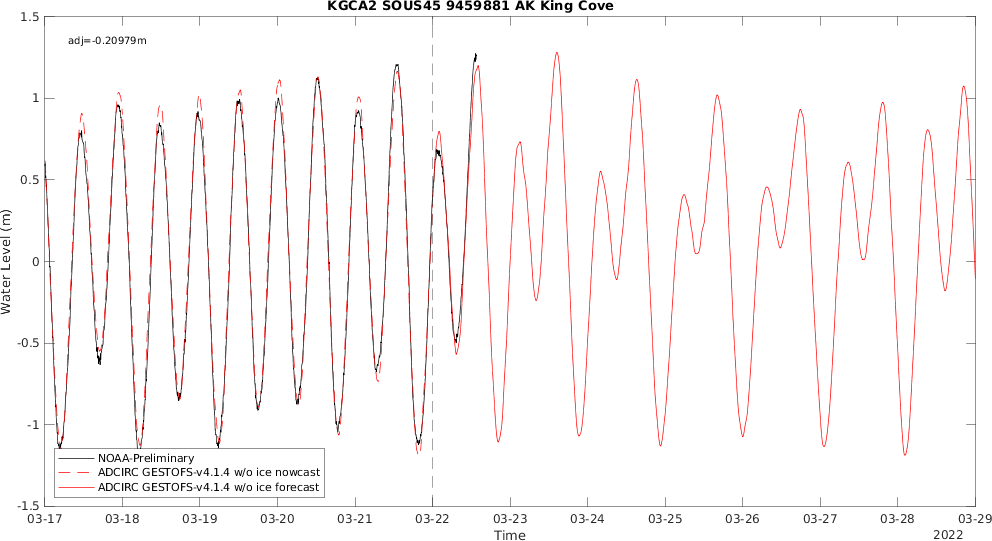 KGCA2 SOUS45 9459881 AK King Cove
1.5
adj=-0.20979m
1
0.5
0
-0.5
-1
-1.5
Water Level (m)
NOAA-Preliminary
ADCIRC GESTOFS-v4.1.4 w/o ice nowcast
ADCIRC GESTOFS-v4.1.4 w/o ice forecast
03-17 03-18 03-19 03-20 03-21 03-22 03-23 03-24 03-25 03-26 03-27 03-28 03-29
Time
2022